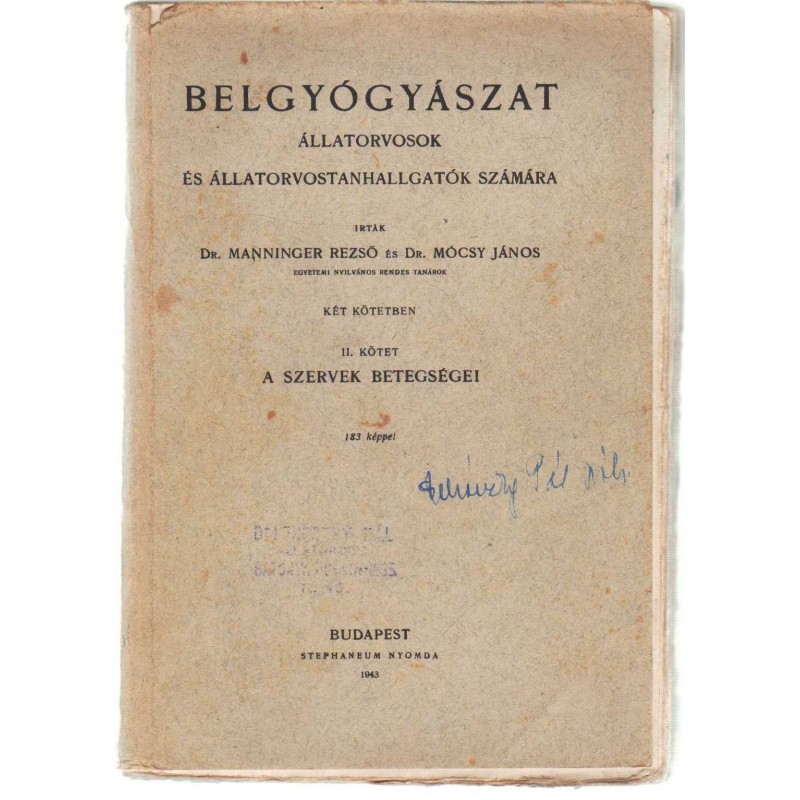 BELGYÓGYÁSZAT
ÁLLATORVOSOK
ÉS ÁLLATORVOSTANHALLGATÓK SZÁMÁRA
IRTÁK
DR. MANNINGER REZSŐ ÉS DR. MÓCSY JÁNOS
EGYETEMI NYILVÁNOS RENDES TANÁROK
KÉT KÖTETBEN
II. KÖTET
A SZERVEK BETEGSÉGEI
183 képpel
Pál
BUDAPEST
STEPHANEUM NYOMDA
1943